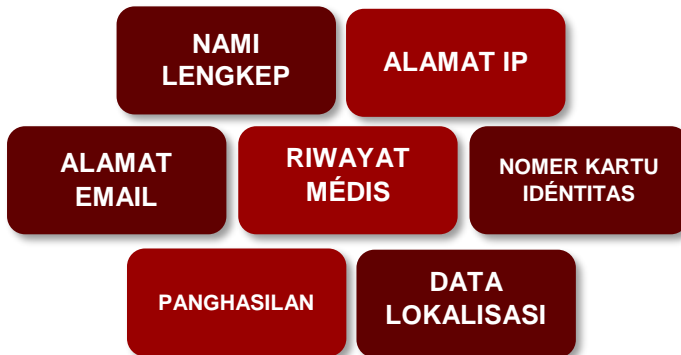 NAMI
LENGKEP
ALAMAT IP
ALAMAT
EMAIL
RIWAYAT
MÉDIS
NOMER KARTU
IDÉNTITAS
PANGHASILAN
DATA
LOKALISASI